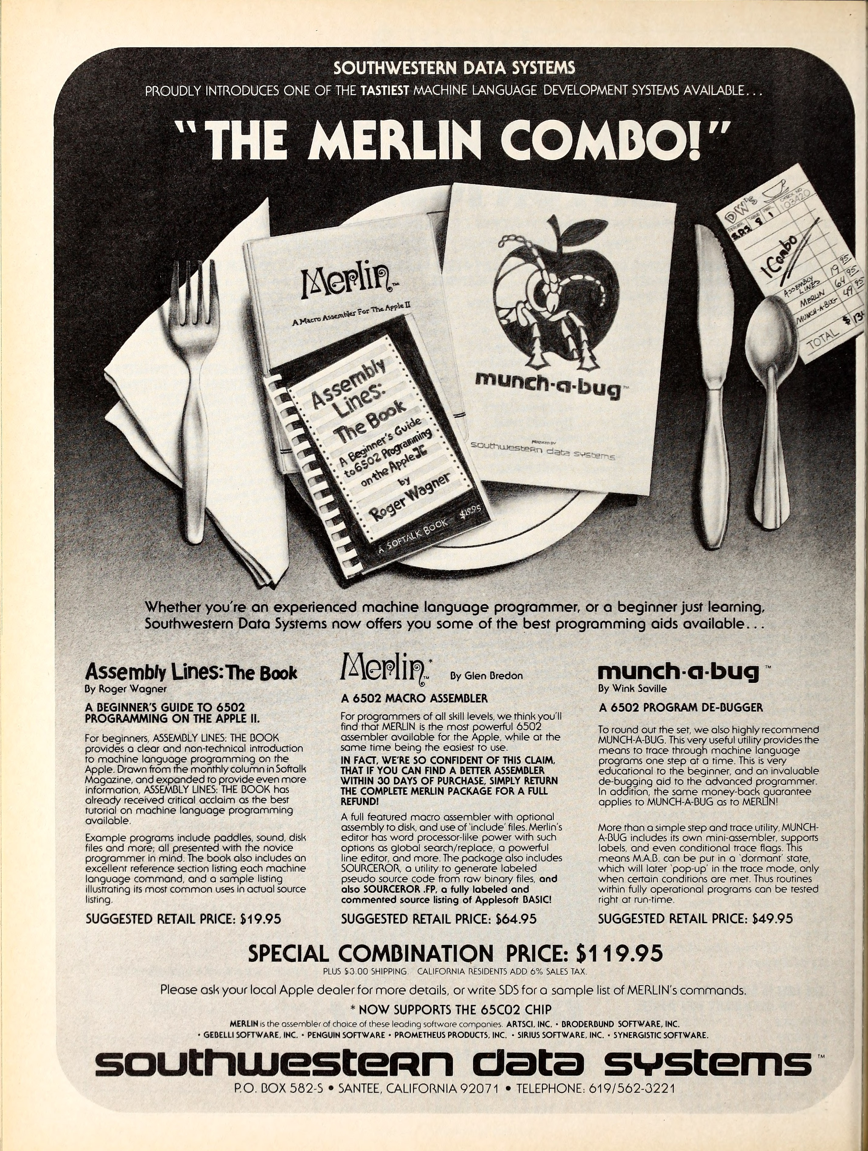 SOUTHWESTERN DATA SYSTEMS
PROUDLY INTRODUCES ONE OF THE TASTIEST MACHINE LANGUAGE DEVELOPMENT SYSTEMS AVAILABLE...
"THE MERLIN COMBO!"
Merlin™
A Macro Assembler For The Apple II
Assembly
Lines:
The Book
A Beginner's Guide
to 6502 Programming
on the Apple ][
by
Roger Wagner
A SOFTALK BOOK $19.95
munch-a-bug™
southwestern data systems
1 Combo
ASSEMBLY
LINES 19.95
MERLIN 64.95
MUNCH-A-BUG 49.95
TOTAL
Whether you're an experienced machine language programmer, or a beginner just learning,
Southwestern Data Systems now offers you some of the best programming aids available...
Assembly Lines: The Book
By Roger Wagner
A BEGINNER'S GUIDE TO 6502
PROGRAMMING ON THE APPLE II.
For beginners, ASSEMBLY LINES: THE BOOK
provides a clear and non-technical introduction
to machine language programming on the
Apple. Drawn from the monthly column in Softalk
Magazine, and expanded to provide even more
information, ASSEMBLY LINES: THE BOOK has
already received critical acclaim as the best
tutorial on machine language programming
available.
Example programs include paddles, sound, disk
files and more; all presented with the novice
programmer in mind. The book also includes an
excellent reference section listing each machine
language command, and a sample listing
illustrating its most common uses in actual source
listing.
SUGGESTED RETAIL PRICE: $19.95
Merlin™* By Glen Bredon
A 6502 MACRO ASSEMBLER
For programmers of all skill levels, we think you'll
find that MERLIN is the most powerful 6502
assembler available for the Apple, while at the
same time being the easiest to use.
IN FACT, WE'RE SO CONFIDENT OF THIS CLAIM,
THAT IF YOU CAN FIND A BETTER ASSEMBLER
WITHIN 30 DAYS OF PURCHASE, SIMPLY RETURN
THE COMPLETE MERLIN PACKAGE FOR A FULL
REFUND!
A full featured macro assembler with optional
assembly to disk, and use of 'include' files. Merlin's
editor has word processor-like power with such
options as global search/replace, a powerful
line editor, and more. The package also includes
SOURCEROR, a utility to generate labeled
pseudo source code from raw binary files, and
also SOURCEROR .FP, a fully labeled and
commented source listing of Applesoft BASIC!
SUGGESTED RETAIL PRICE: $64.95
munch-a-bug™
By Wink Saville
A 6502 PROGRAM DE-BUGGER
To round out the set, we also highly recommend
MUNCH-A-BUG. This very useful utility provides the
means to trace through machine language
programs one step at a time. This is very
educational to the beginner, and an invaluable
de-bugging aid to the advanced programmer.
In addition, the same money-back guarantee
applies to MUNCH-A-BUG as to MERLIN!
More than a simple step and trace utility, MUNCH-
A-BUG includes its own mini-assembler, supports
labels, and even conditional trace flags. This
means M.A.B. can be put in a 'dormant' state,
which will later 'pop-up' in the trace mode, only
when certain conditions are met. Thus routines
within fully operational programs can be tested
right at run-time.
SUGGESTED RETAIL PRICE: $49.95
SPECIAL COMBINATION PRICE: $119.95
PLUS $3.00 SHIPPING. CALIFORNIA RESIDENTS ADD 6% SALES TAX.
Please ask your local Apple dealer for more details, or write SDS for a sample list of MERLIN's commands.
* NOW SUPPORTS THE 65C02 CHIP
MERLIN is the assembler of choice of these leading software companies. ARTSCI, INC. • BRODERBUND SOFTWARE, INC.
• GEBELLI SOFTWARE, INC. • PENGUIN SOFTWARE • PROMETHEUS PRODUCTS, INC. • SIRIUS SOFTWARE, INC. • SYNERGISTIC SOFTWARE.
southwestern data systems™
P.O. BOX 582-S • SANTEE, CALIFORNIA 92071 • TELEPHONE: 619/562-3221